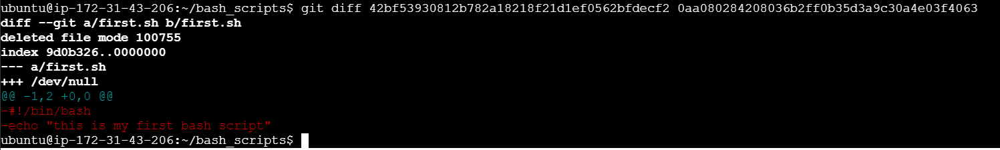 ubuntu@ip-172-31-43-206:~/bash_scripts$ git diff 42bf53930812b782a18218f21d1ef0562bfdecf2 0aa080284208036b2ff0b35d3a9c30a4e03f4063
diff --git a/first.sh b/first.sh
deleted file mode 100755
index 9d0b326..0000000
--- a/first.sh
+++ /dev/null
@@ -1,2 +0,0 @@
-#!/bin/bash
-echo "this is my first bash script"
ubuntu@ip-172-31-43-206:~/bash_scripts$